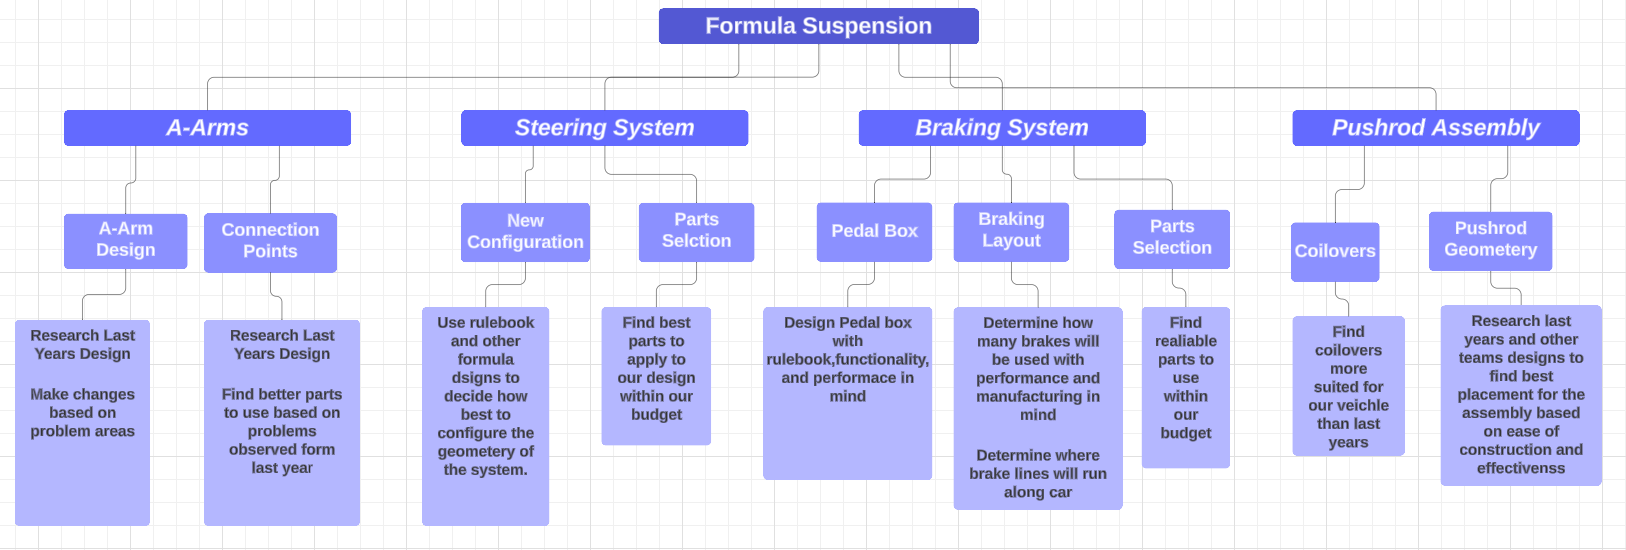 Formula Suspension
A-Arms
Steering System
Braking System
Pushrod Assembly
A-Arm
Design
Connection
Points
New
Configuration
Parts
Selction
Pedal Box
Braking
Layout
Parts
Selection
Coilovers
Pushrod
Geometery
Research Last
Years Design
Make changes
based on
problem areas
Research Last
Years Design
Find better parts
to use based on
problems
observed form
last year
Use rulebook
and other
formula
dsigns to
decide how
best to
configure the
geometery of
the system.
Find best
parts to
apply to
our design
within our
budget
Design Pedal box
with
rulebook,functionality,
and performace in
mind
Determine how
many brakes will
be used with
performance and
manufacturing in
mind
Determine where
brake lines will run
along car
Find
realiable
parts to
use
within
our
budget
Find
coilovers
more
suited for
our veichle
than last
years
Research last
years and other
teams designs to
find best
placement for the
assembly based
on ease of
construction and
effectivenss